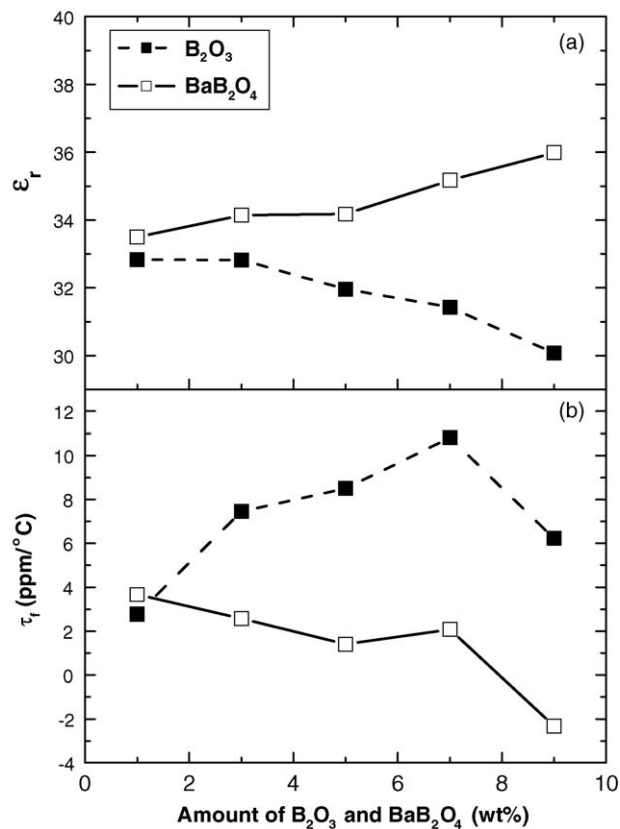 40
(a)
B₂O₃
38
BaB₂O₄
36
εr
34
32
30
12
(b)
10
8
6
τf (ppm/°C)
4
2
0
-2
-4
0 2 4 6 8 10
Amount of B₂O₃ and BaB₂O₄ (wt%)